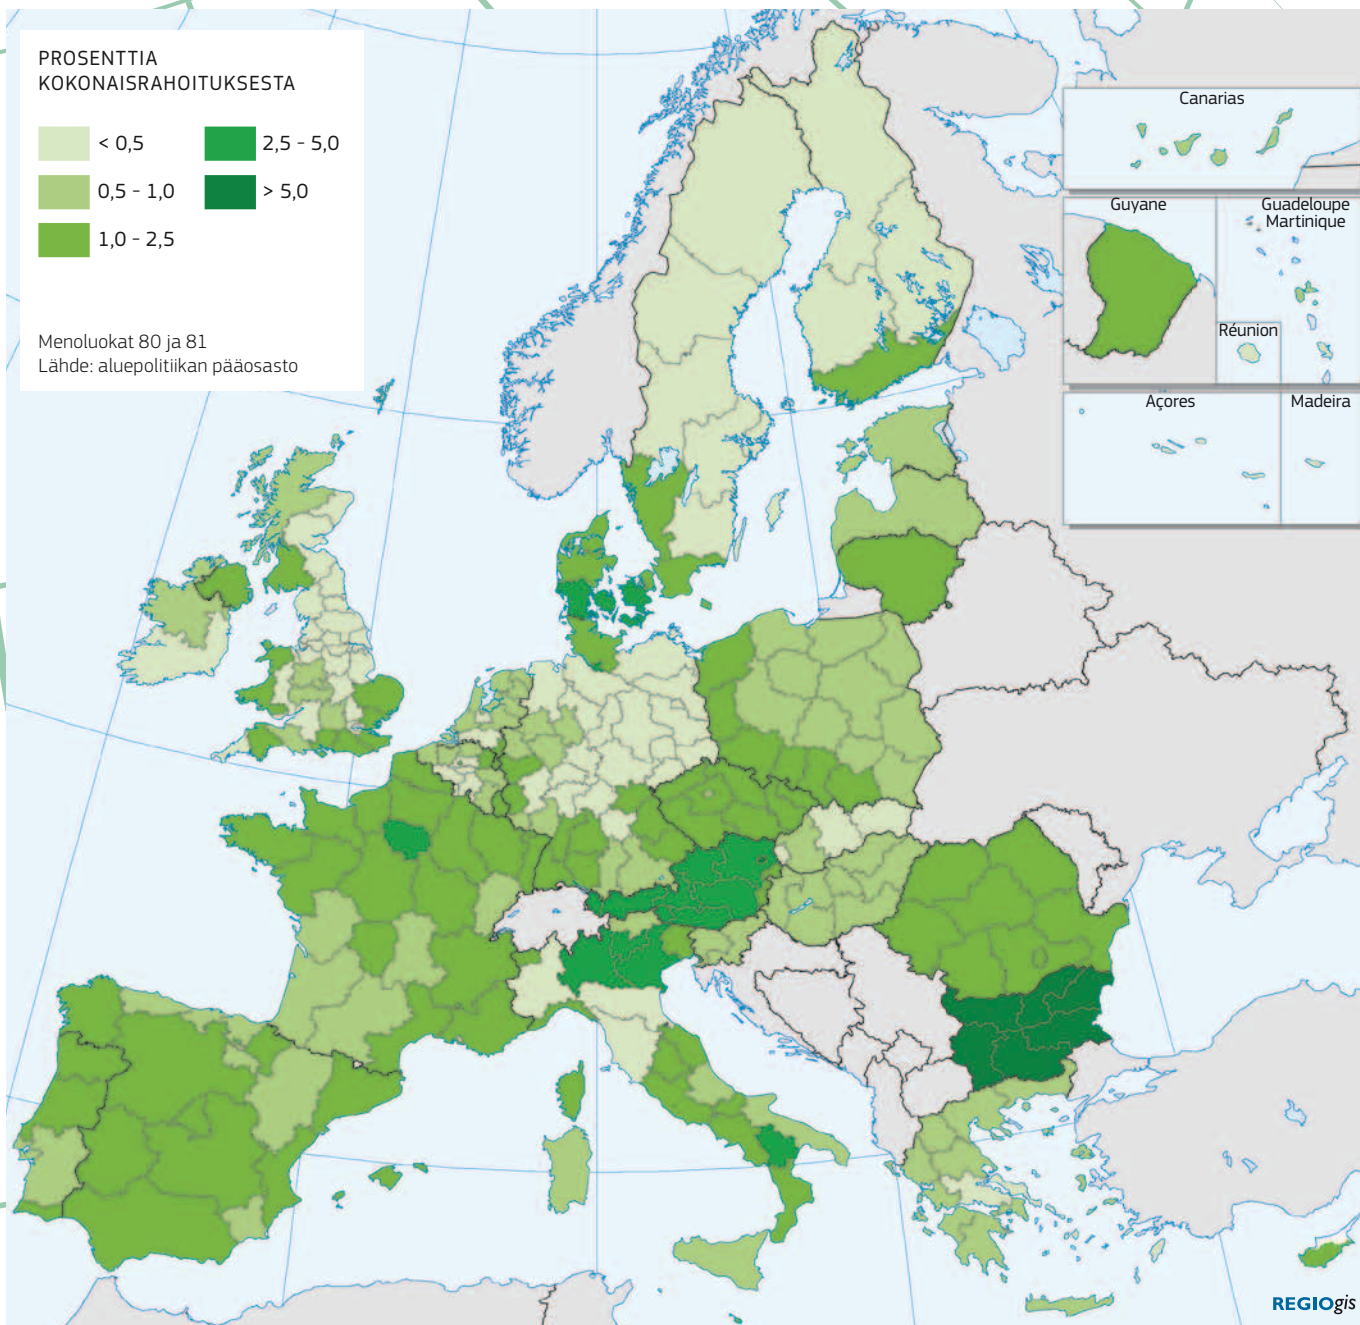 PROSENTTIA
KOKONAISRAHOITUKSESTA
< 0,5
0,5 - 1,0
1,0 - 2,5
2,5 - 5,0
> 5,0
Menoluokat 80 ja 81
Lähde: aluepolitiikan pääosasto
Canarias
Guyane
Guadeloupe
Martinique
Réunion
Açores
Madeira
REGIOgis